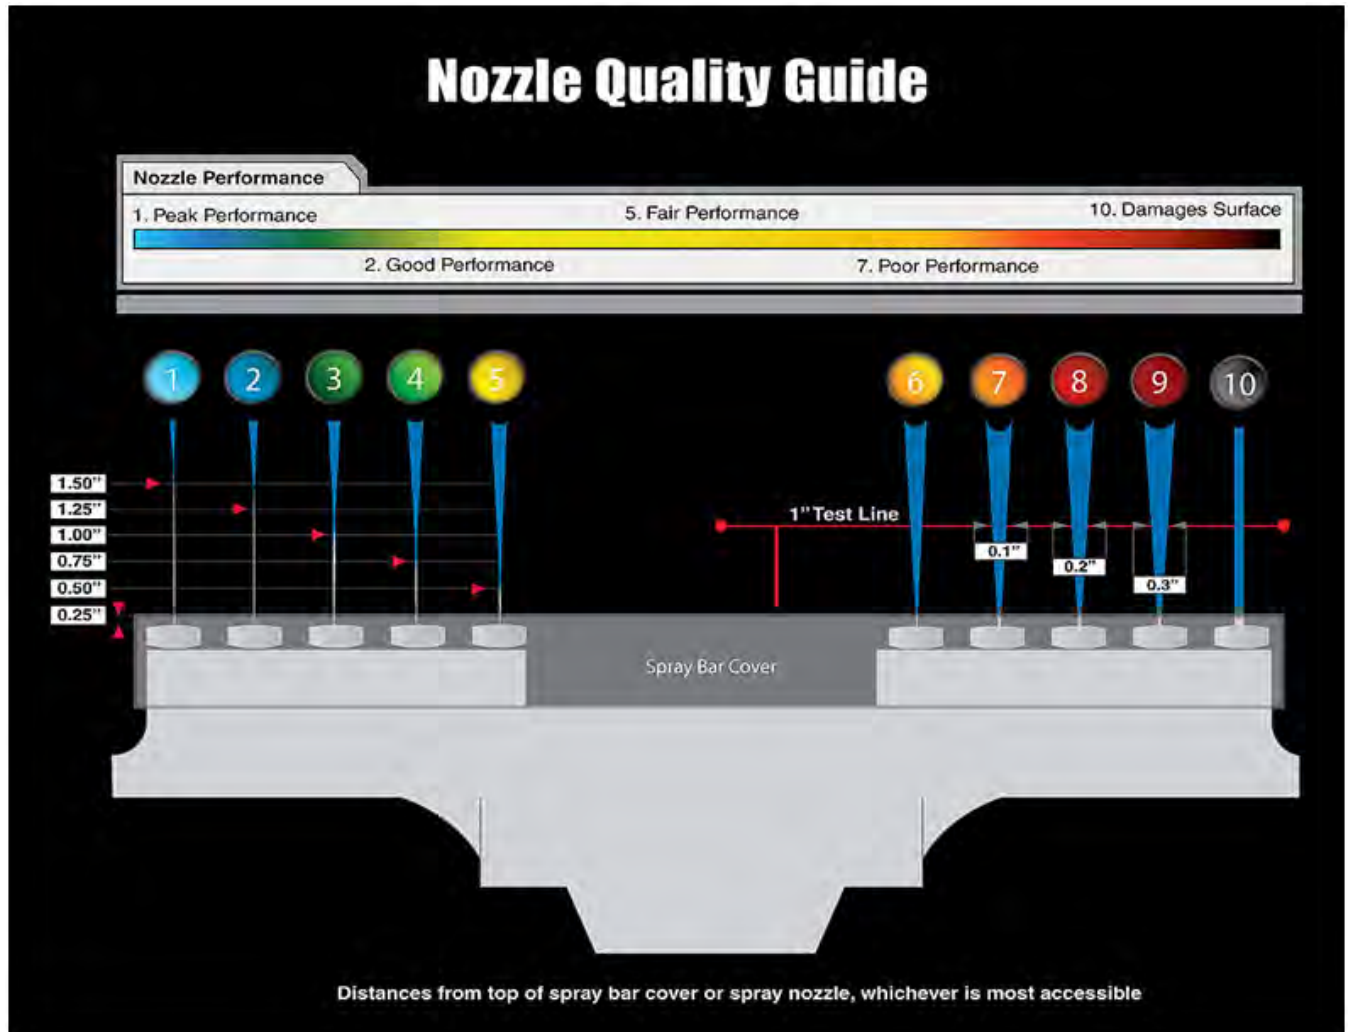 Nozzle Quality Guide
Nozzle Performance
1. Peak Performance
5. Fair Performance
10. Damages Surface
2. Good Performance
7. Poor Performance
1 2 3 4 5 6 7 8 9 10
1.50"
1.25"
1.00"
0.75"
0.50"
0.25"
1" Test Line
0.1"
0.2"
0.3"
Spray Bar Cover
Distances from top of spray bar cover or spray nozzle, whichever is most accessible